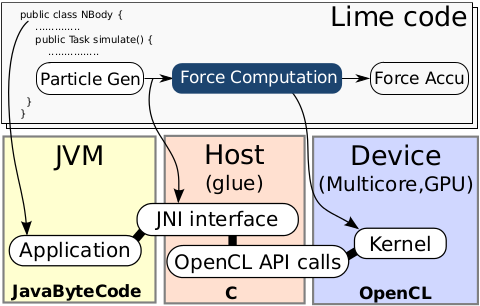 Lime code
public class NBody {
..............
public Task simulate() {
................
Particle Gen
Force Computation
Force Accu
}
}
JVM
Host
(glue)
Device
(Multicore,GPU)
JNI interface
Application
OpenCL API calls
Kernel
JavaByteCode
C
OpenCL